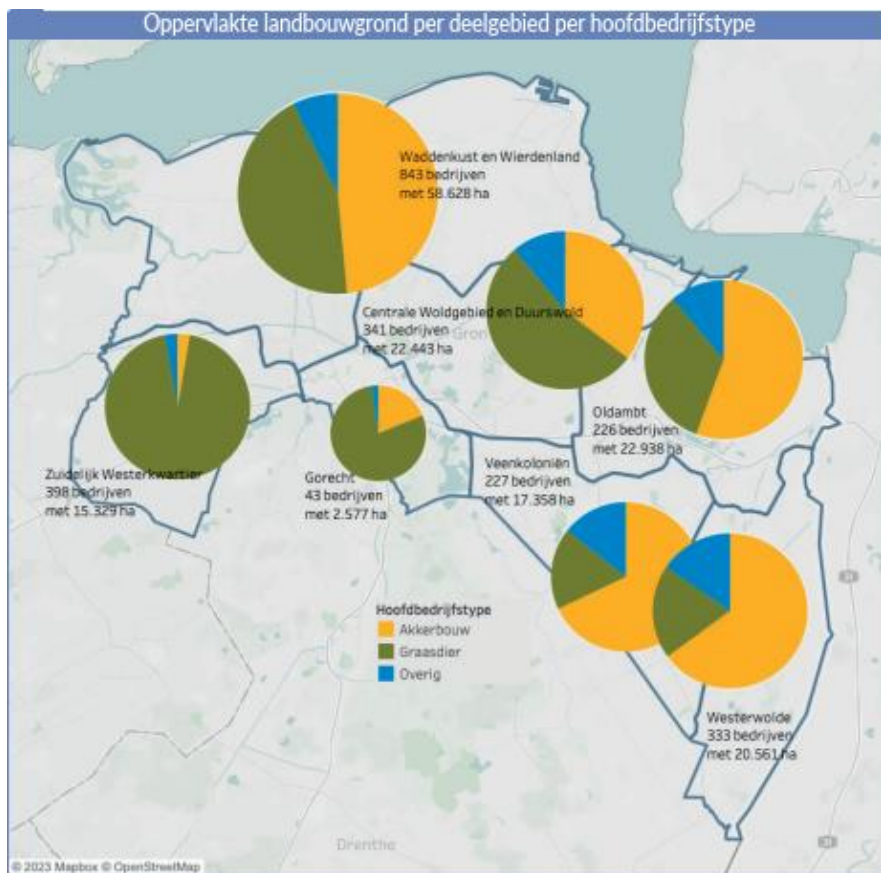 Oppervlakte landbouwgrond per deelgebied per hoofdbedrijfstype
Waddenkust en Wierdenland
843 bedrijven
met 58.628 ha
Centrale Woldgebied en Duurswold
341 bedrijven
met 22.443 ha
Gron
Oldambt
226 bedrijven
met 22.938 ha
Zuidelijk Westerkwartier
398 bedrijven
met 15.329 ha
Gorecht
43 bedrijven
met 2.577 ha
Veenkoloniën
227 bedrijven
met 17.358 ha
Hoofdbedrijfstype
Akkerbouw
Graasdier
Overig
Westerwolde
333 bedrijven
met 20.561 ha
Drenthe
© 2023 Mapbox © OpenStreetMap